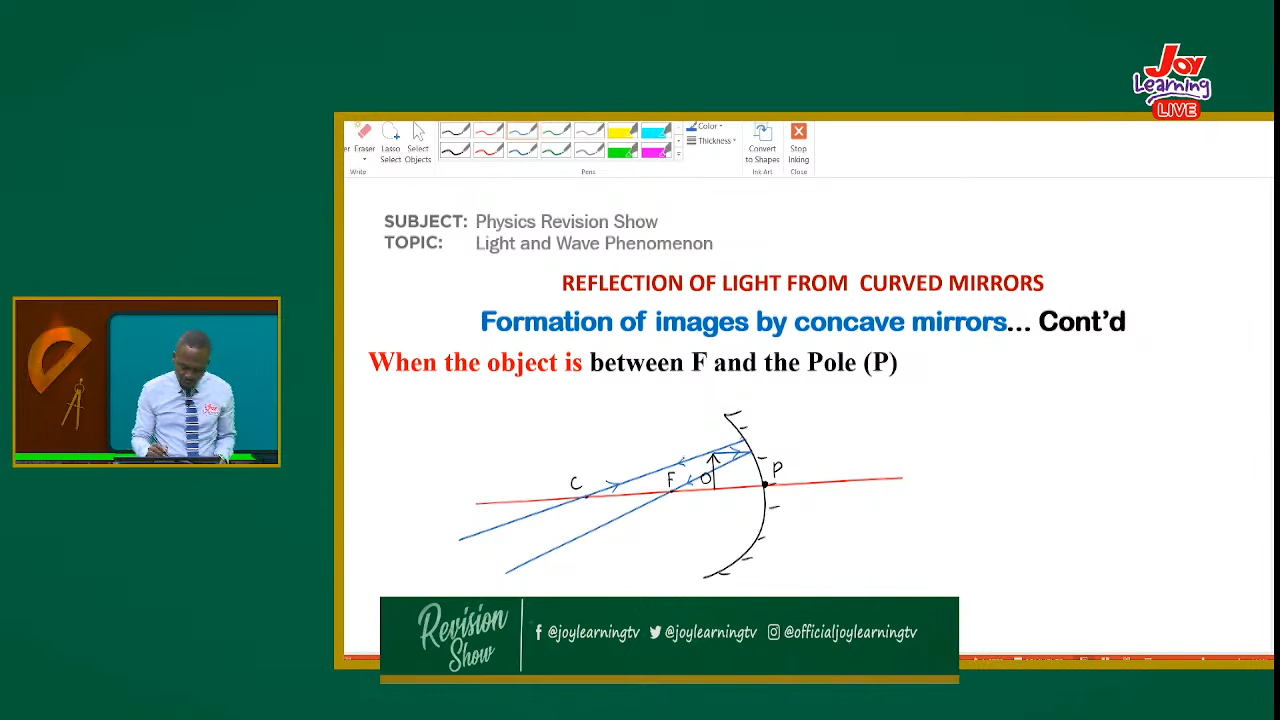 Joy
Learning
LIVE
Eraser
Lasso
Select
Select
Objects
Color
Thickness
Convert
to Shapes
Stop
Inking
Write
Pens
Ink Art
Close
SUBJECT: Physics Revision Show
TOPIC: Light and Wave Phenomenon
REFLECTION OF LIGHT FROM CURVED MIRRORS
Formation of images by concave mirrors... Cont'd
When the object is between F and the Pole (P)
C
F
O
P
Revision
Show
@joylearningtv @joylearningtv @officialjoylearningtv